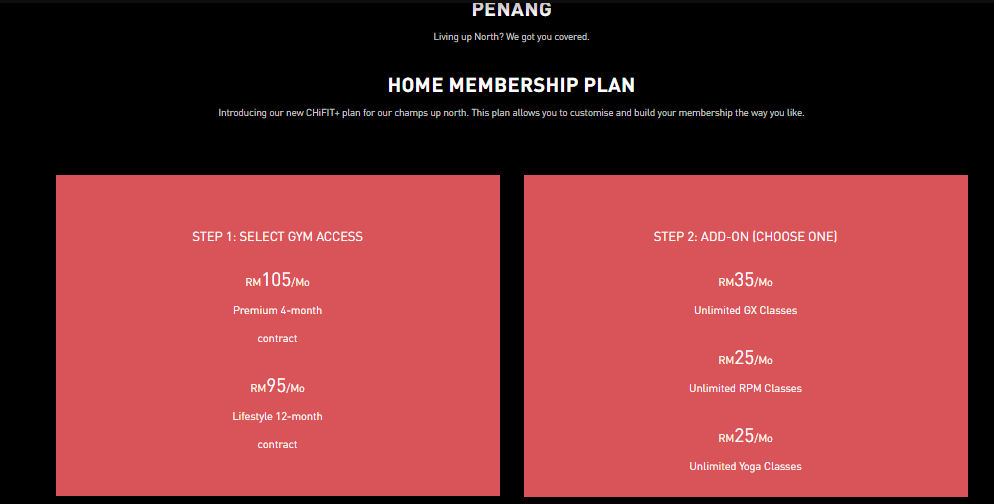 PENANG
Living up North? We got you covered.
HOME MEMBERSHIP PLAN
Introducing our new CHiFIT+ plan for our champs up north. This plan allows you to customise and build your membership the way you like.
STEP 1: SELECT GYM ACCESS
RM105/Mo
Premium 4-month
contract
RM95/Mo
Lifestyle 12-month
contract
STEP 2: ADD-ON (CHOOSE ONE)
RM35/Mo
Unlimited GX Classes
RM25/Mo
Unlimited RPM Classes
RM25/Mo
Unlimited Yoga Classes